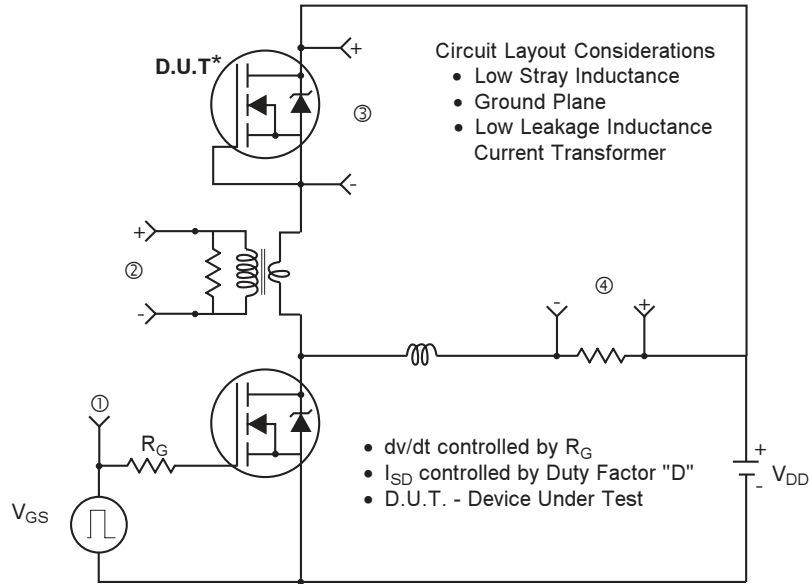 D.U.T*
+
-
③
Circuit Layout Considerations
• Low Stray Inductance
• Ground Plane
• Low Leakage Inductance
Current Transformer
+
②
-
④
-
+
①
R_G
V_GS
• dv/dt controlled by R_G
• I_SD controlled by Duty Factor "D"
• D.U.T. - Device Under Test
+
-
V_DD